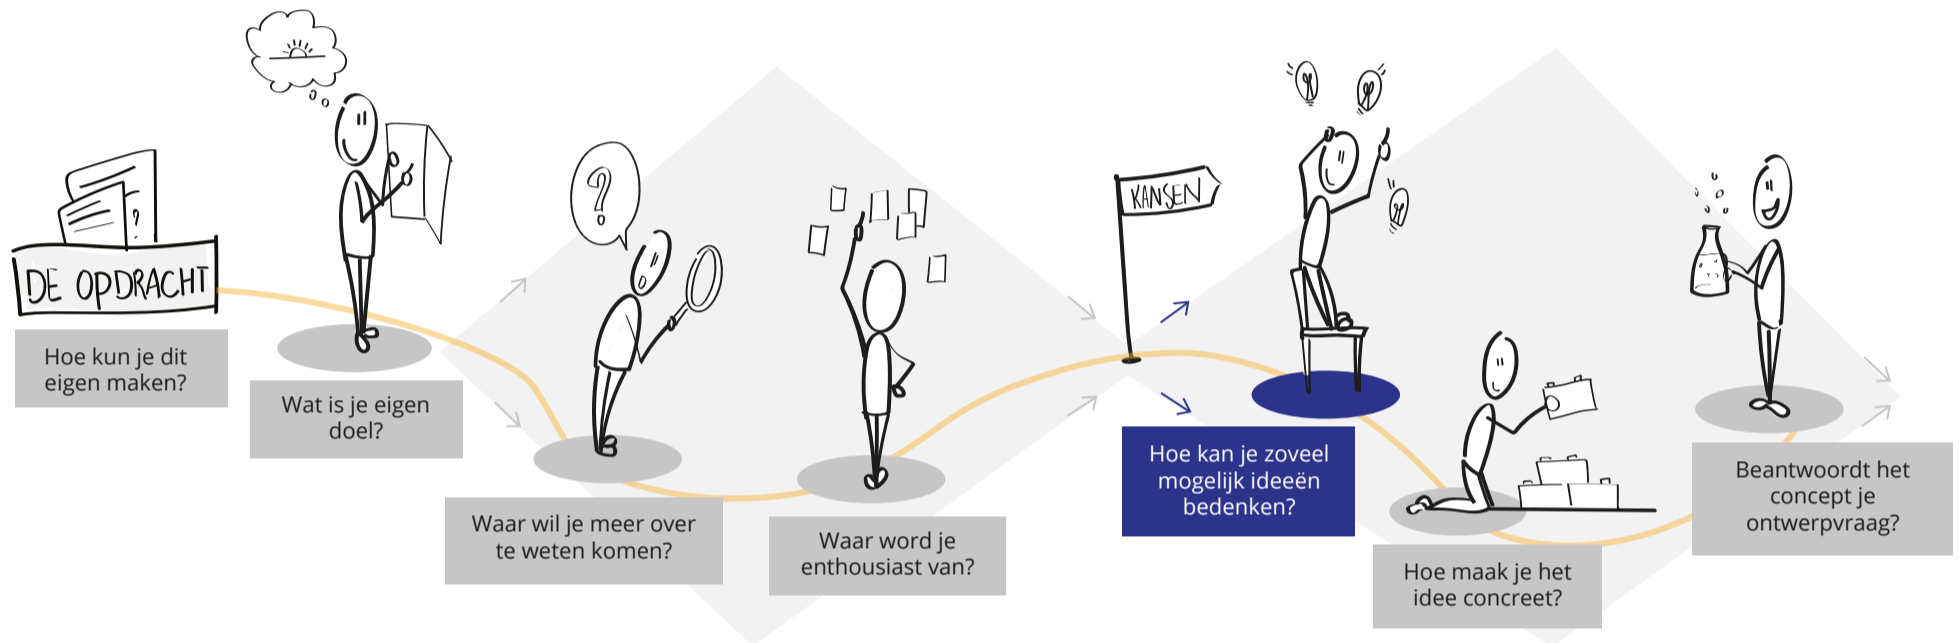 DE OPDRACHT
?
Hoe kun je dit
eigen maken?
Wat is je eigen
doel?
?
Waar wil je meer over
te weten komen?
Waar word je
enthousiast van?
KANSEN
Hoe kan je zoveel
mogelijk ideeën
bedenken?
Hoe maak je het
idee concreet?
Beantwoordt het
concept je
ontwerpvraag?